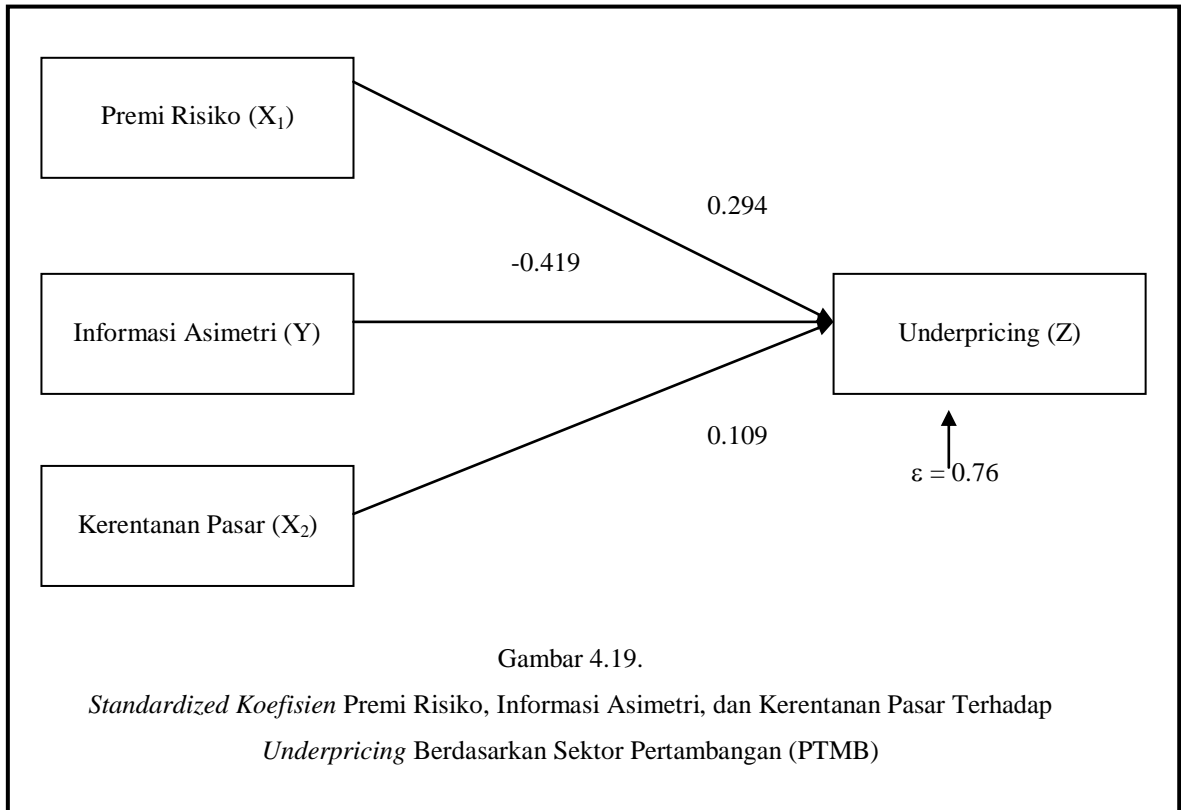 Premi Risiko (X₁)
0.294
-0.419
Informasi Asimetri (Y)
Underpricing (Z)
0.109
ε = 0.76
Kerentanan Pasar (X₂)
Gambar 4.19.
Standardized Koefisien Premi Risiko, Informasi Asimetri, dan Kerentanan Pasar Terhadap
Underpricing Berdasarkan Sektor Pertambangan (PTMB)